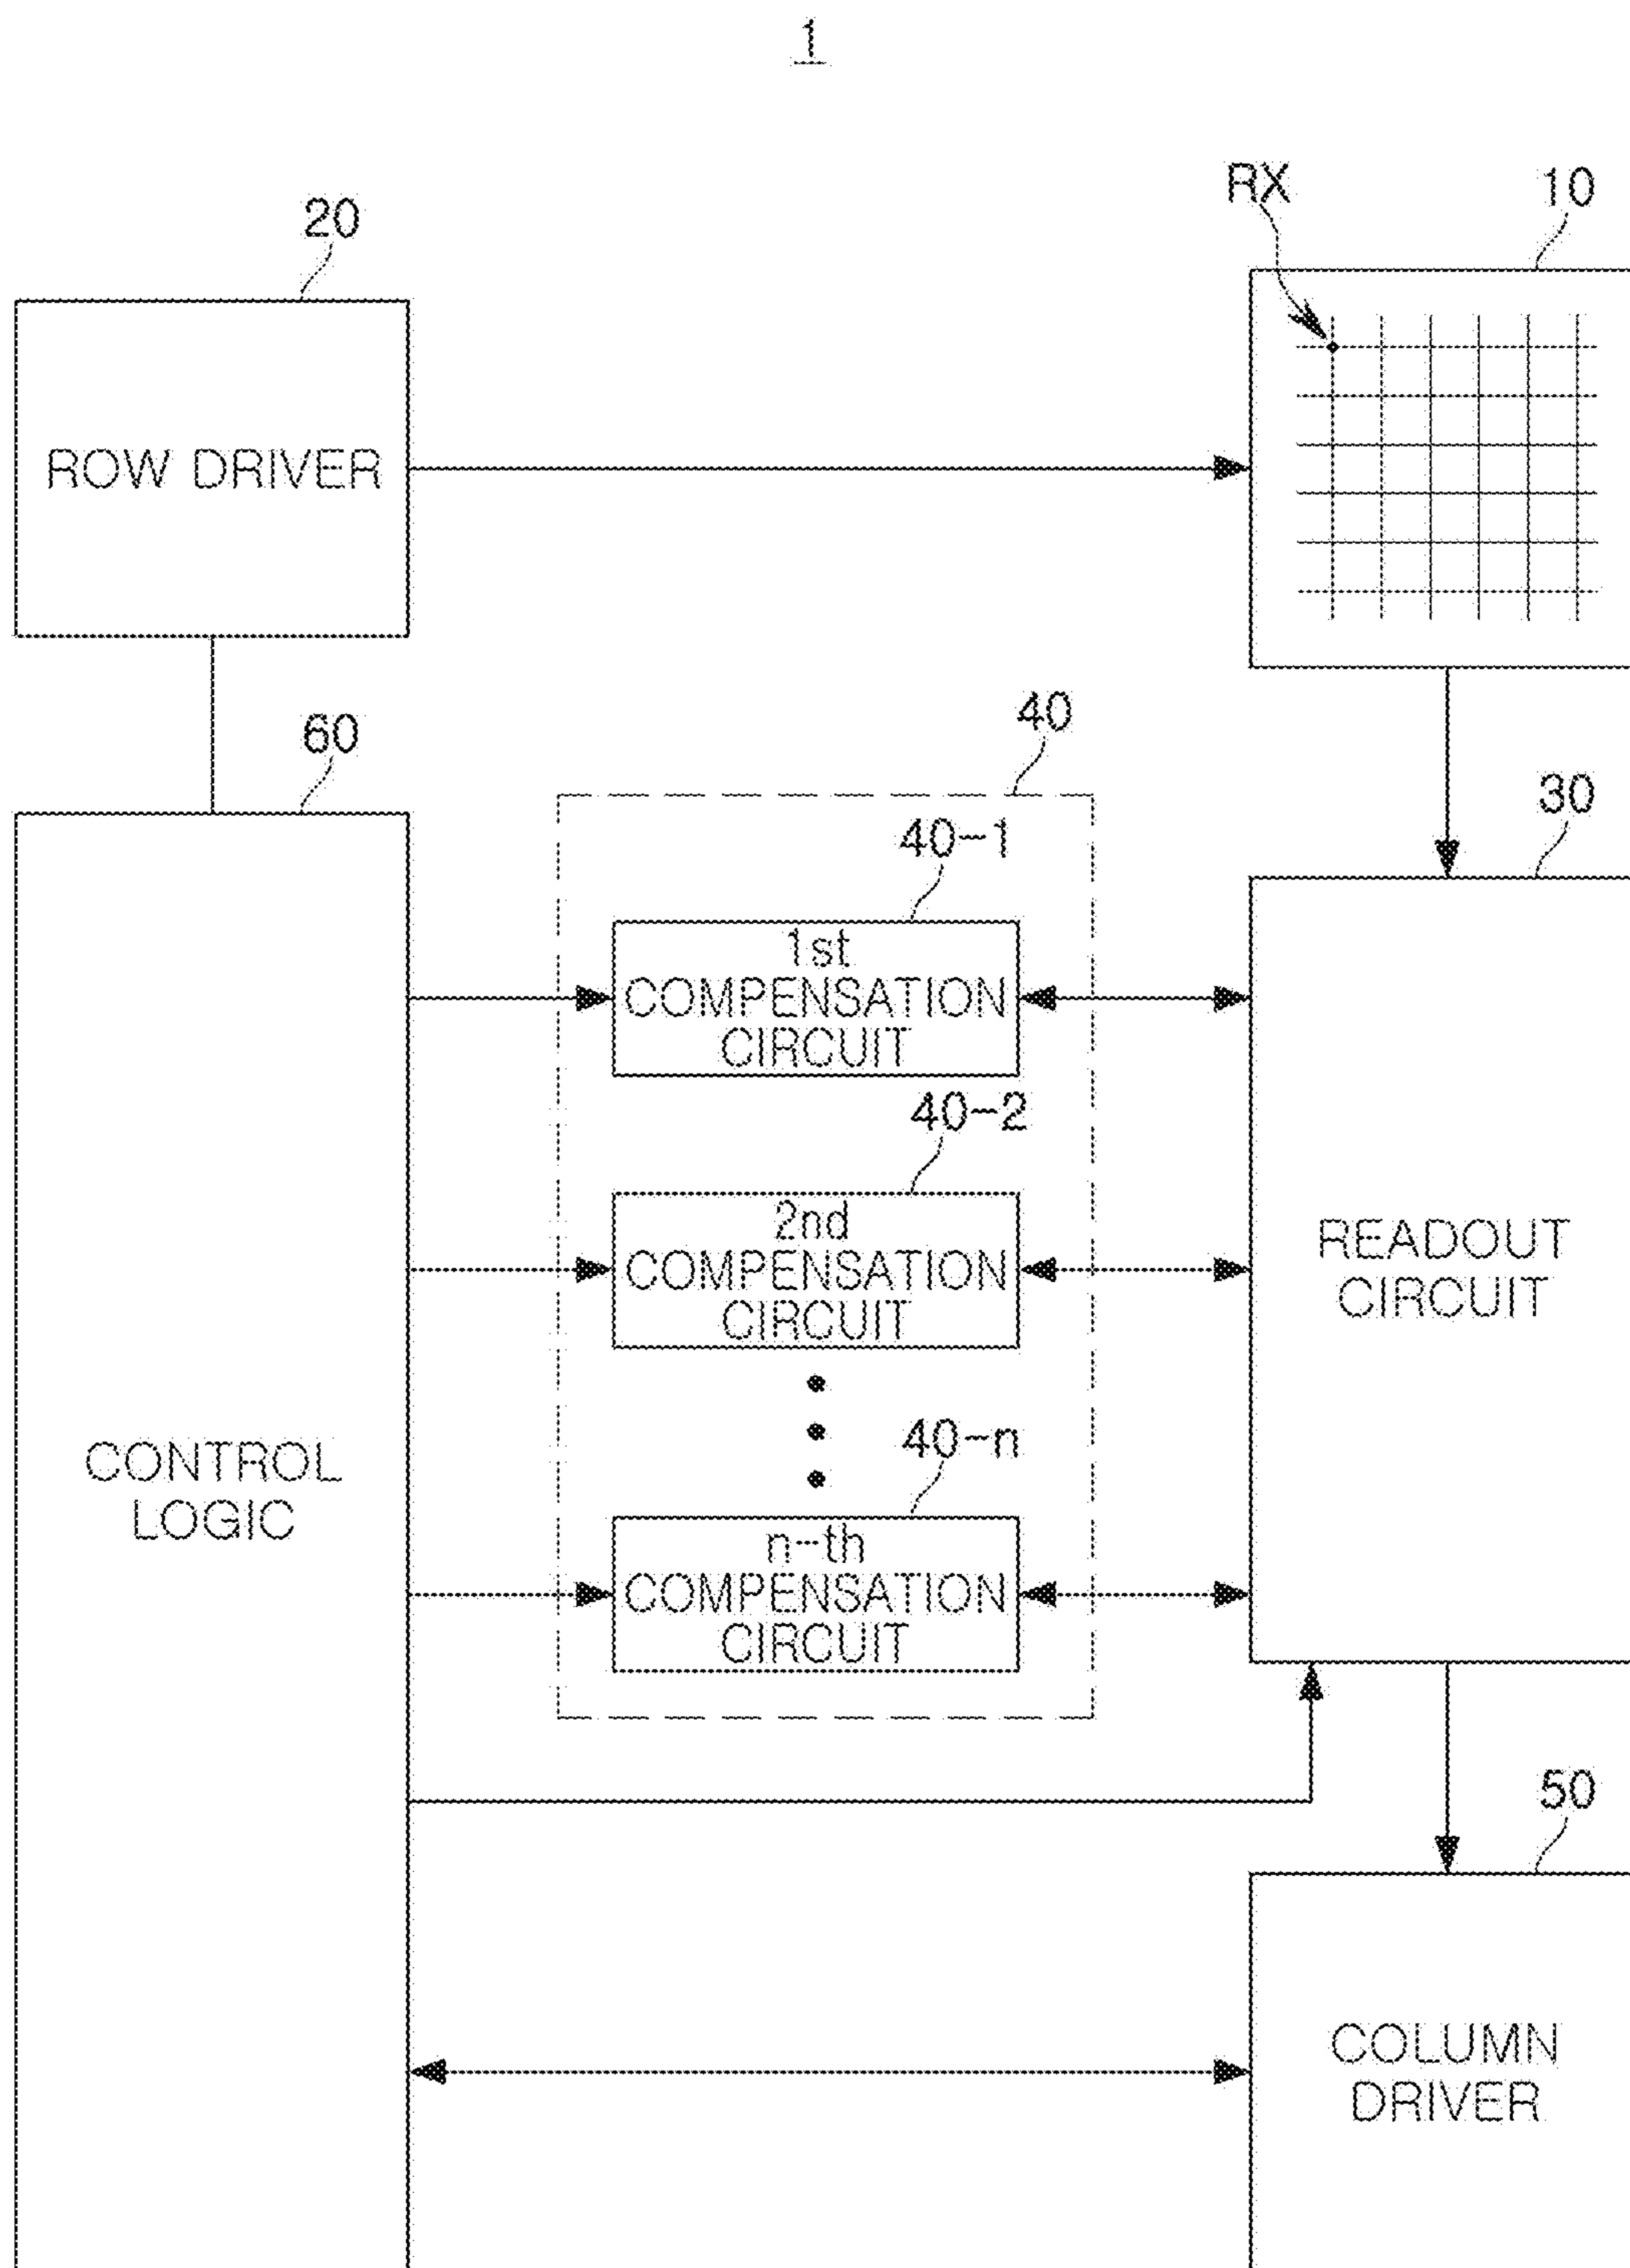 1
RX
10
20
ROW DRIVER
60
40
30
40-1
1st
COMPENSATION
CIRCUIT
40-2
2nd
COMPENSATION
CIRCUIT
READOUT
CIRCUIT
CONTROL
LOGIC
40-n
n-th
COMPENSATION
CIRCUIT
50
COLUMN
DRIVER